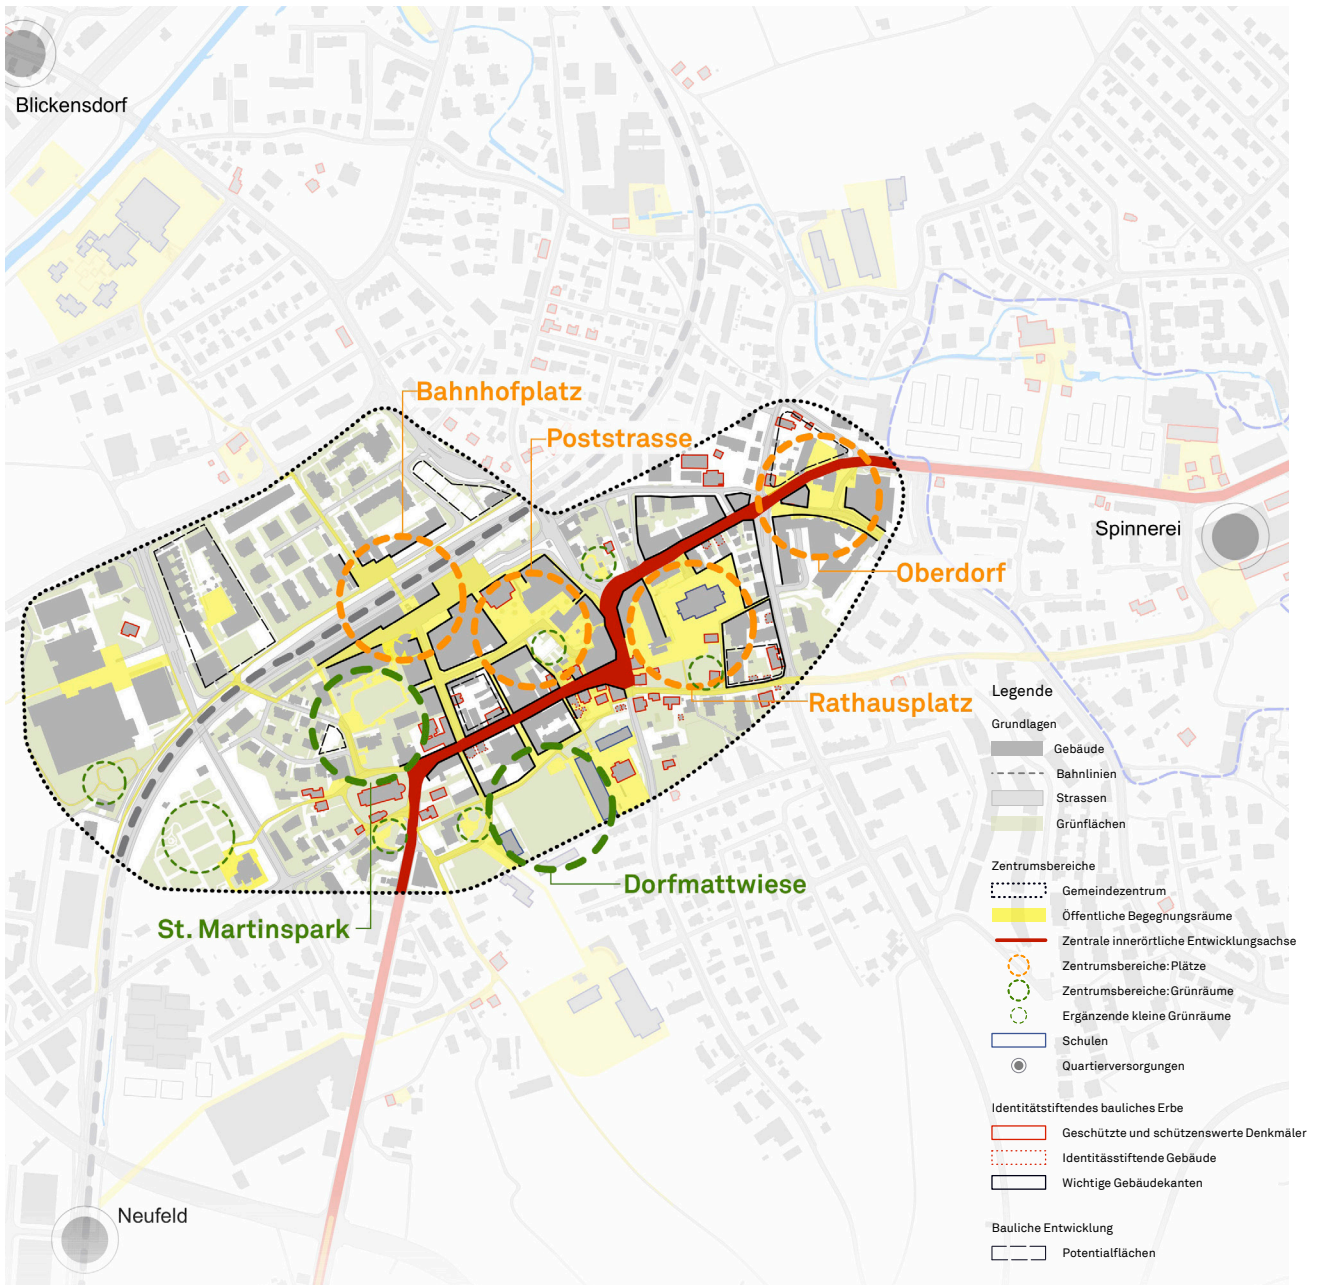 Blickensdorf
Bahnhofplatz
Poststrasse
Spinnerei
Oberdorf
Rathausplatz
Dorfmattwiese
St. Martinspark
Neufeld
Legende
Grundlagen
Gebäude
Bahnlinien
Strassen
Grünflächen
Zentrumsbereiche
Gemeindezentrum
Öffentliche Begegnungsräume
Zentrale innerörtliche Entwicklungsachse
Zentrumsbereiche: Plätze
Zentrumsbereiche: Grünräume
Ergänzende kleine Grünräume
Schulen
Quartierversorgungen
Identitätstiftendes bauliches Erbe
Geschützte und schützenswerte Denkmäler
Identitässtiftende Gebäude
Wichtige Gebäudekanten
Bauliche Entwicklung
Potentialflächen